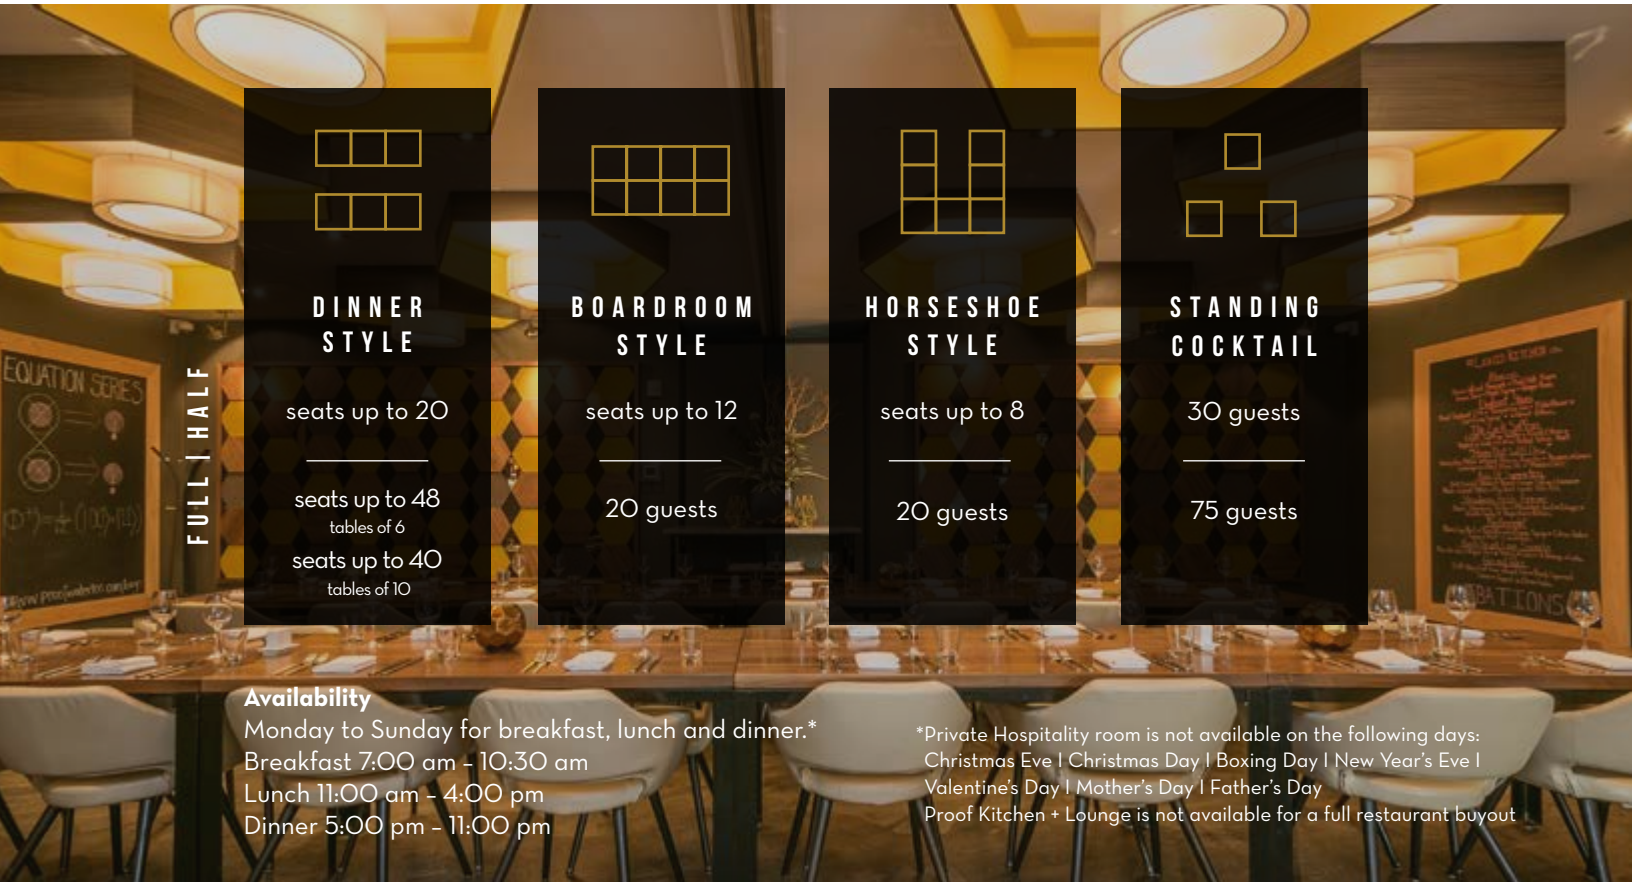 DINNER
STYLE
seats up to 20
seats up to 48
tables of 6
seats up to 40
tables of 10
BOARDROOM
STYLE
seats up to 12
20 guests
HORSESHOE
STYLE
seats up to 8
20 guests
STANDING
COCKTAIL
30 guests
75 guests
FULL | HALF
EQUATION SERIES
Availability
Monday to Sunday for breakfast, lunch and dinner.*
Breakfast 7:00 am – 10:30 am
Lunch 11:00 am – 4:00 pm
Dinner 5:00 pm – 11:00 pm
*Private Hospitality room is not available on the following days:
Christmas Eve | Christmas Day | Boxing Day | New Year's Eve |
Valentine's Day | Mother's Day | Father's Day
Proof Kitchen + Lounge is not available for a full restaurant buyout